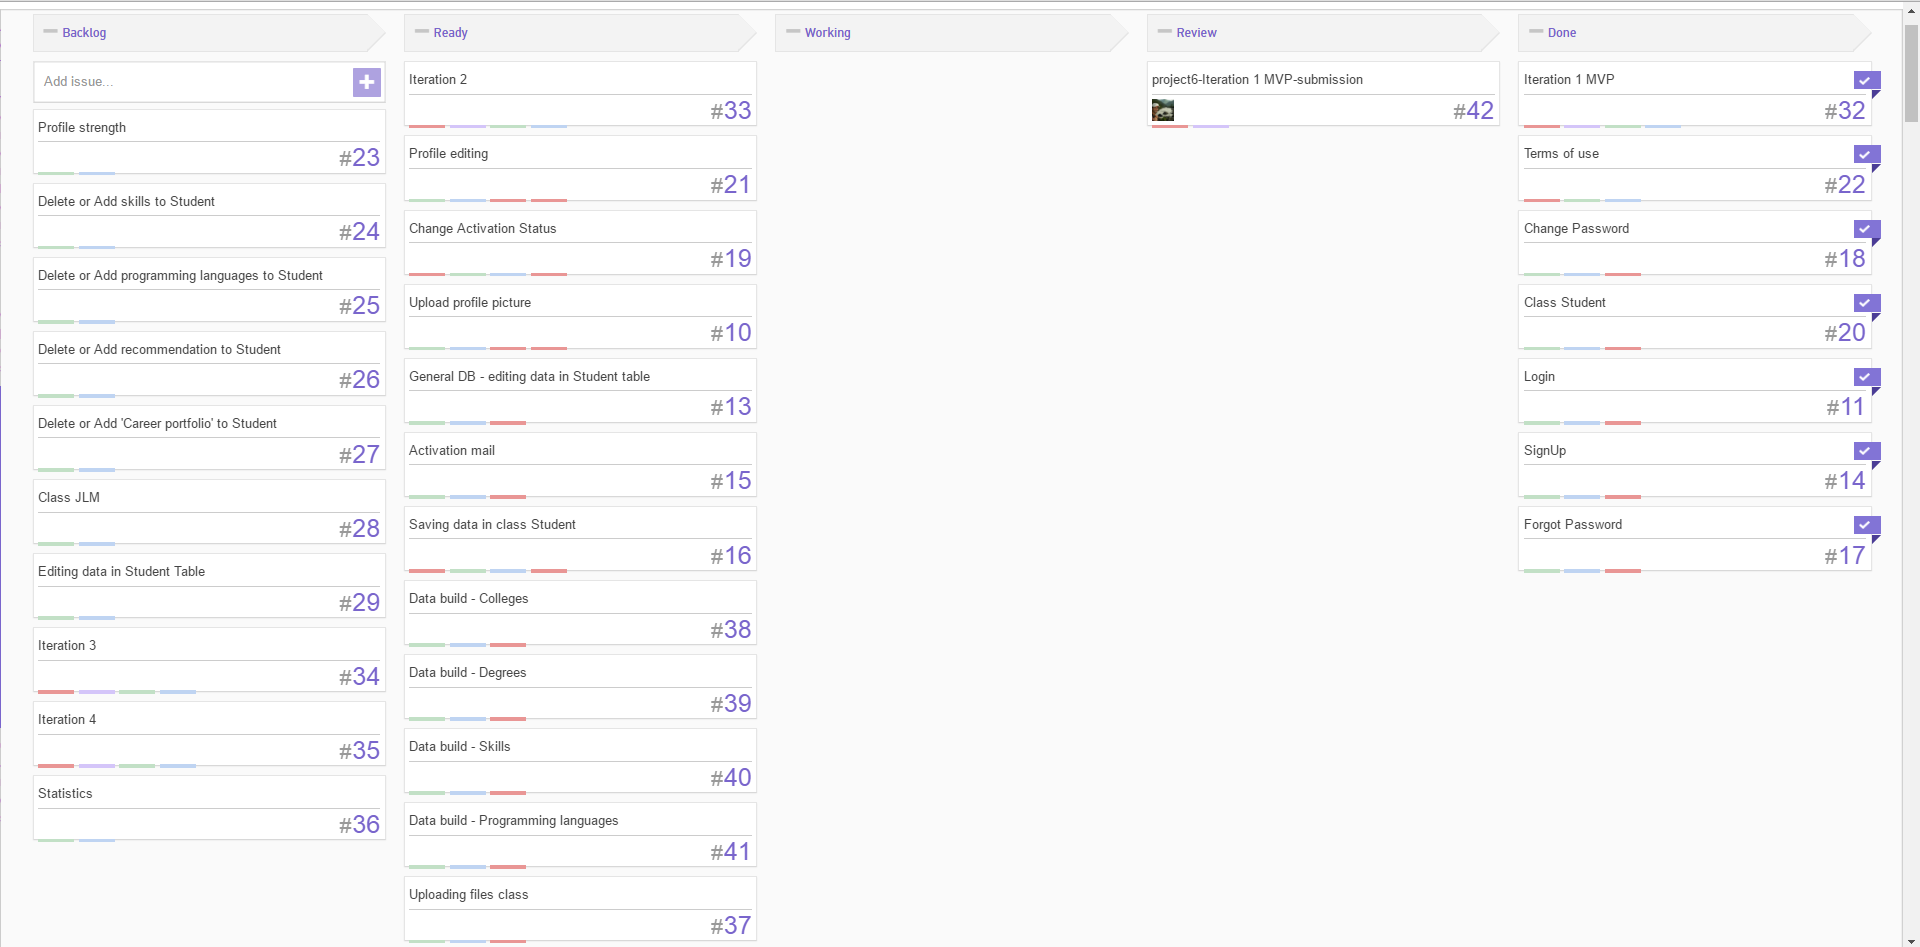 Backlog
Add issue...
Profile strength
#23
Delete or Add skills to Student
#24
Delete or Add programming languages to Student
#25
Delete or Add recommendation to Student
#26
Delete or Add 'Career portfolio' to Student
#27
Class JLM
#28
Editing data in Student Table
#29
Iteration 3
#34
Iteration 4
#35
Statistics
#36
Ready
Iteration 2
#33
Profile editing
#21
Change Activation Status
#19
Upload profile picture
#10
General DB - editing data in Student table
#13
Activation mail
#15
Saving data in class Student
#16
Data build - Colleges
#38
Data build - Degrees
#39
Data build - Skills
#40
Data build - Programming languages
#41
Uploading files class
#37
Working
Review
project6-Iteration 1 MVP-submission
#42
Done
Iteration 1 MVP
#32
Terms of use
#22
Change Password
#18
Class Student
#20
Login
#11
SignUp
#14
Forgot Password
#17